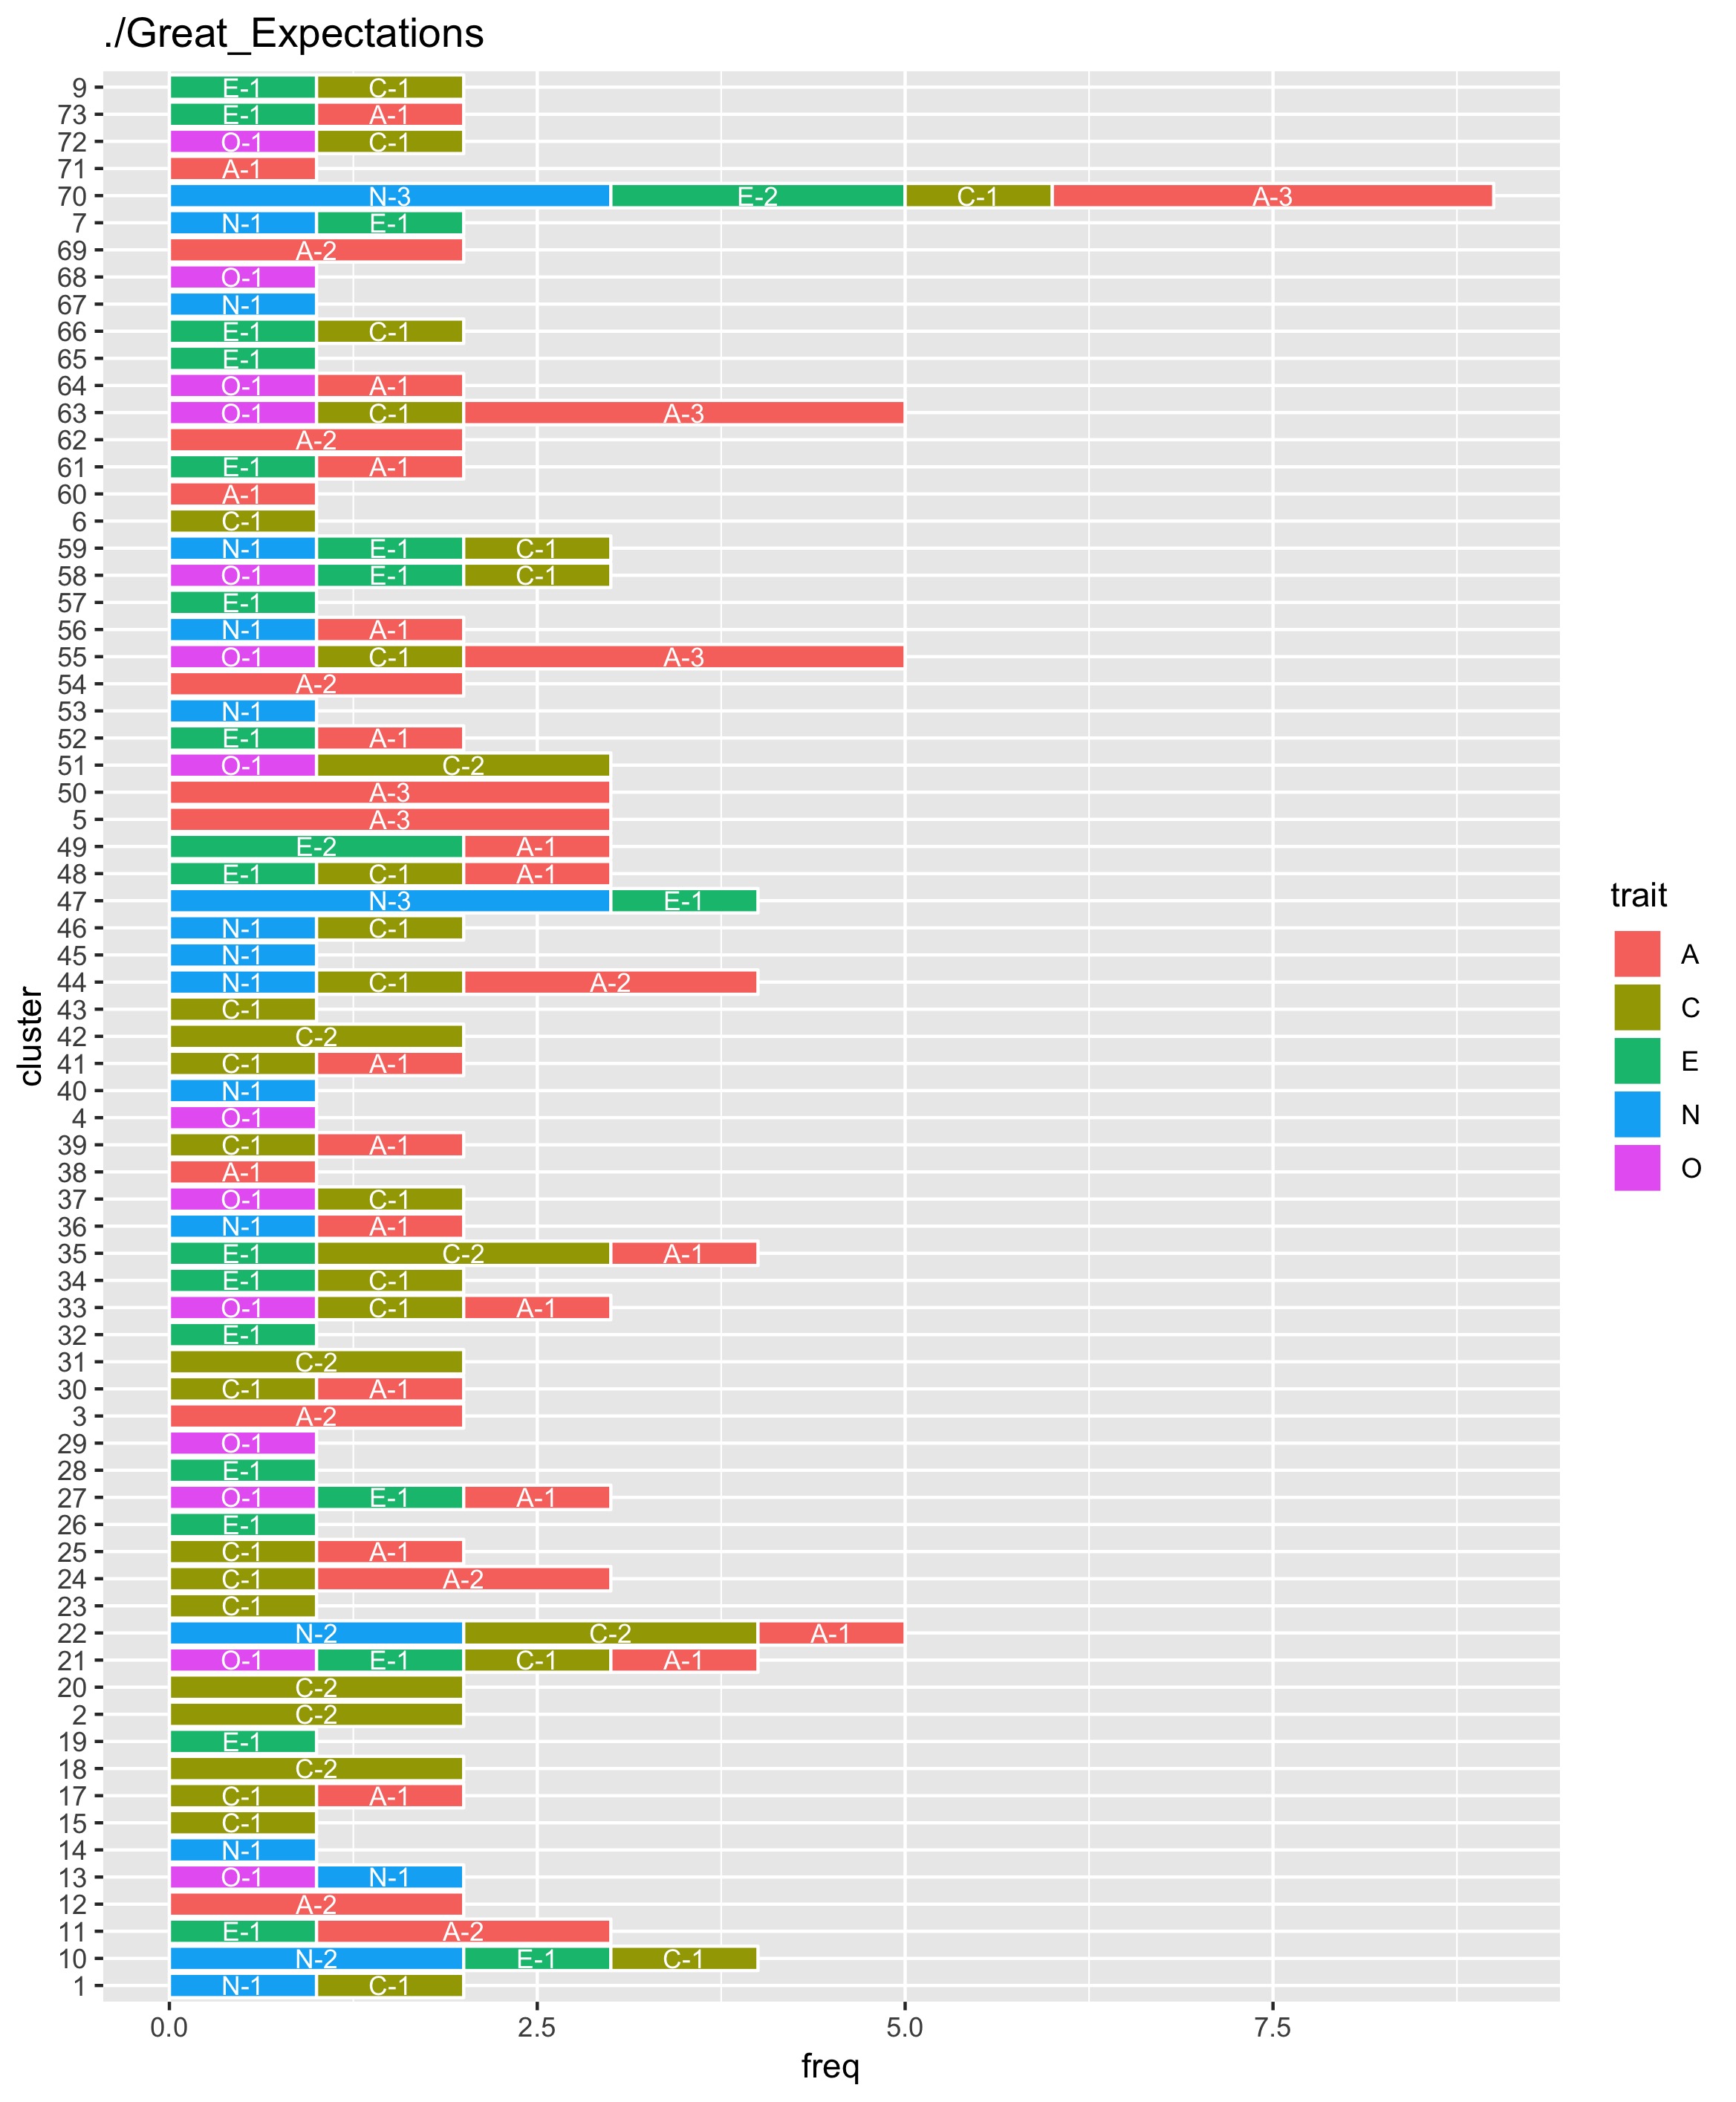 ./Great_Expectations
9 E-1 C-1
73 E-1 A-1
72 O-1 C-1
71 A-1
70 N-3 E-2 C-1 A-3
7 N-1 E-1
69 A-2
68 O-1
67 N-1
66 E-1 C-1
65 E-1
64 O-1 A-1
63 O-1 C-1 A-3
62 A-2
61 E-1 A-1
60 A-1
6 C-1
59 N-1 E-1 C-1
58 O-1 E-1 C-1
57 E-1
56 N-1 A-1
55 O-1 C-1 A-3
54 A-2
53 N-1
52 E-1 A-1
51 O-1 C-2
50 A-3
5 A-3
49 E-2 A-1
48 E-1 C-1 A-1
47 N-3 E-1
46 N-1 C-1
45 N-1
44 N-1 C-1 A-2
43 C-1
42 C-2
41 C-1 A-1
40 N-1
4 O-1
39 C-1 A-1
38 A-1
37 O-1 C-1
36 N-1 A-1
35 E-1 C-2 A-1
34 E-1 C-1
33 O-1 C-1 A-1
32 E-1
31 C-2
30 C-1 A-1
3 A-2
29 O-1
28 E-1
27 O-1 E-1 A-1
26 E-1
25 C-1 A-1
24 C-1 A-2
23 C-1
22 N-2 C-2 A-1
21 O-1 E-1 C-1 A-1
20 C-2
2 C-2
19 E-1
18 C-2
17 C-1 A-1
15 C-1
14 N-1
13 O-1 N-1
12 A-2
11 E-1 A-2
10 N-2 E-1 C-1
1 N-1 C-1
0.0 2.5 5.0 7.5
freq
cluster
trait
A
C
E
N
O